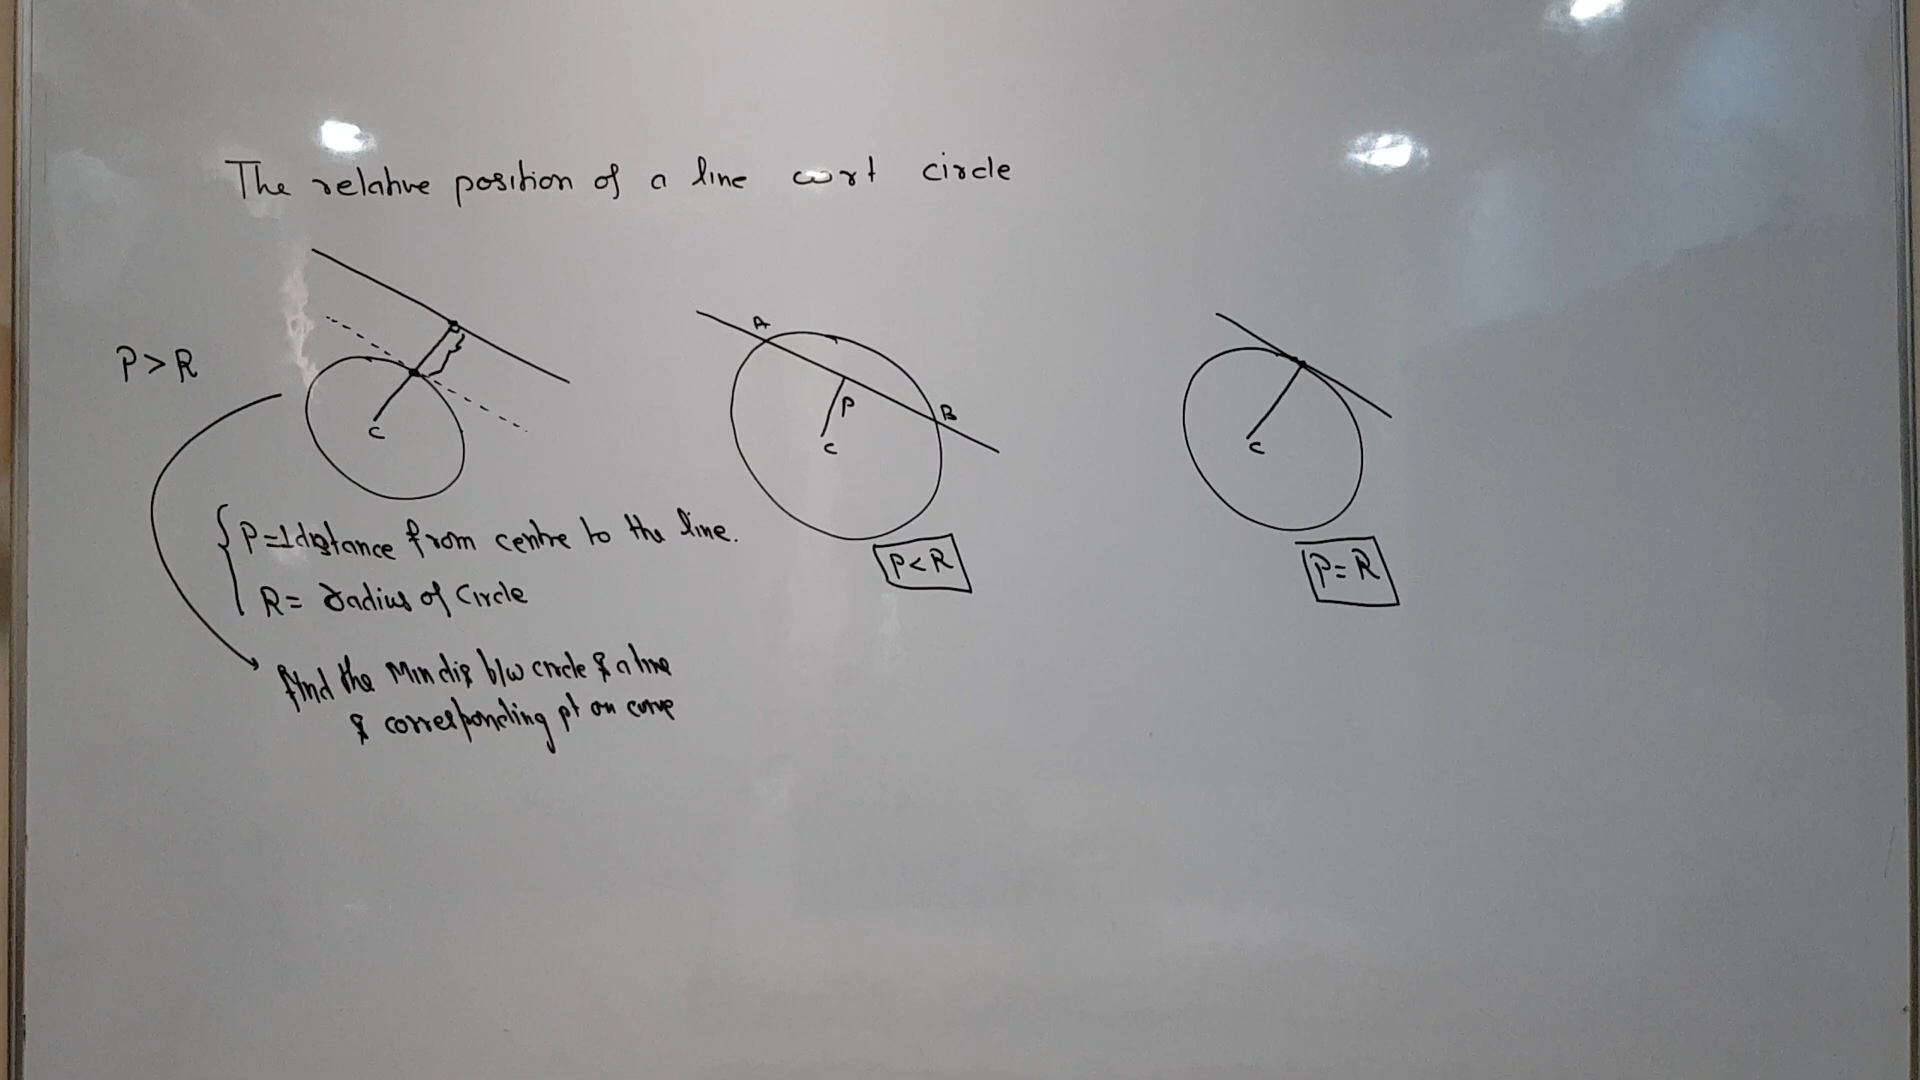 The relative position of a line wrt circle
P>R
C
A
P
B
C
C
P=⊥distance from centre to the line.
R= radius of Circle
P<R
P=R
find the Min dis b/w circle & a line
& corresponding pt on curve